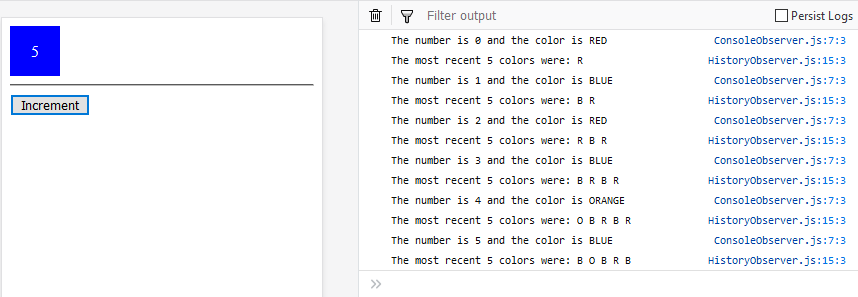 5
Increment
Filter output
Persist Logs
The number is 0 and the color is RED ConsoleObserver.js:7:3
The most recent 5 colors were: R HistoryObserver.js:15:3
The number is 1 and the color is BLUE ConsoleObserver.js:7:3
The most recent 5 colors were: B R HistoryObserver.js:15:3
The number is 2 and the color is RED ConsoleObserver.js:7:3
The most recent 5 colors were: R B R HistoryObserver.js:15:3
The number is 3 and the color is BLUE ConsoleObserver.js:7:3
The most recent 5 colors were: B R B R HistoryObserver.js:15:3
The number is 4 and the color is ORANGE ConsoleObserver.js:7:3
The most recent 5 colors were: O B R B R HistoryObserver.js:15:3
The number is 5 and the color is BLUE ConsoleObserver.js:7:3
The most recent 5 colors were: B O B R B HistoryObserver.js:15:3